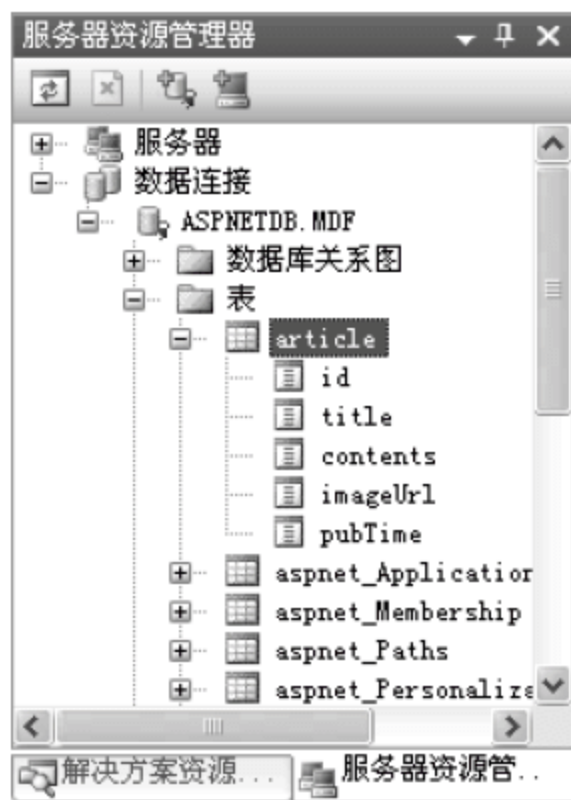 服务器资源管理器
服务器
数据连接
ASPNETDB.MDF
数据库关系图
表
article
id
title
contents
imageUrl
pubTime
aspnet_Application
aspnet_Membership
aspnet_Paths
aspnet_Personaliza
解决方案资源...
服务器资源管...